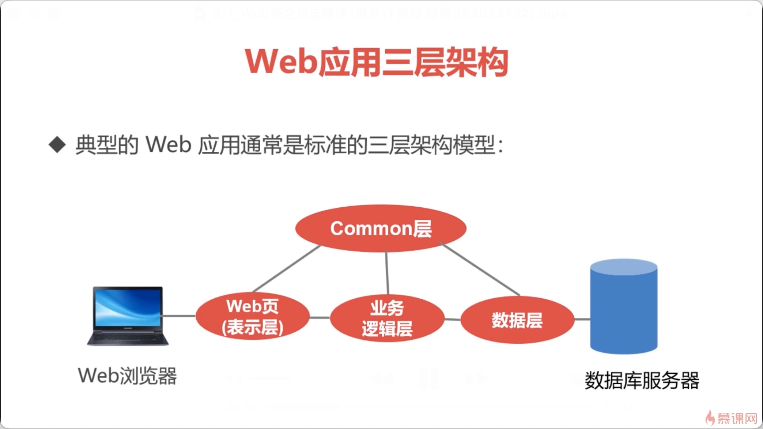 Web应用三层架构
◆ 典型的 Web 应用通常是标准的三层架构模型：
Common层
Web页
(表示层)
业务
逻辑层
数据层
Web浏览器
数据库服务器
慕课网